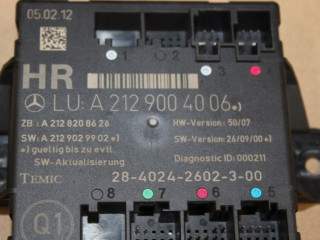 05.02.12
1 2
3 4
HR
LU: A 212 900 40 06*)
ZB : A 212 820 86 26 HW-Version: 50/07
SW: A 212 902 99 02*) SW-Version: 26/09/00*)
*) gueltig bis zu evtl. Diagnostic ID: 000211
SW-Aktualisierung
TEMIC 28-4024-2602-3-00
8 7 6 5
Q1